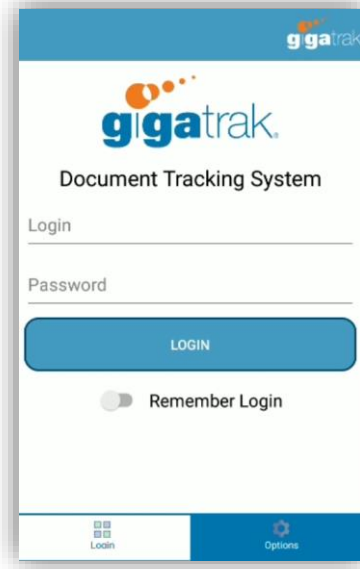 gigatrak
gigatrak®
Document Tracking System
Login
Password
LOGIN
Remember Login
Login
Options